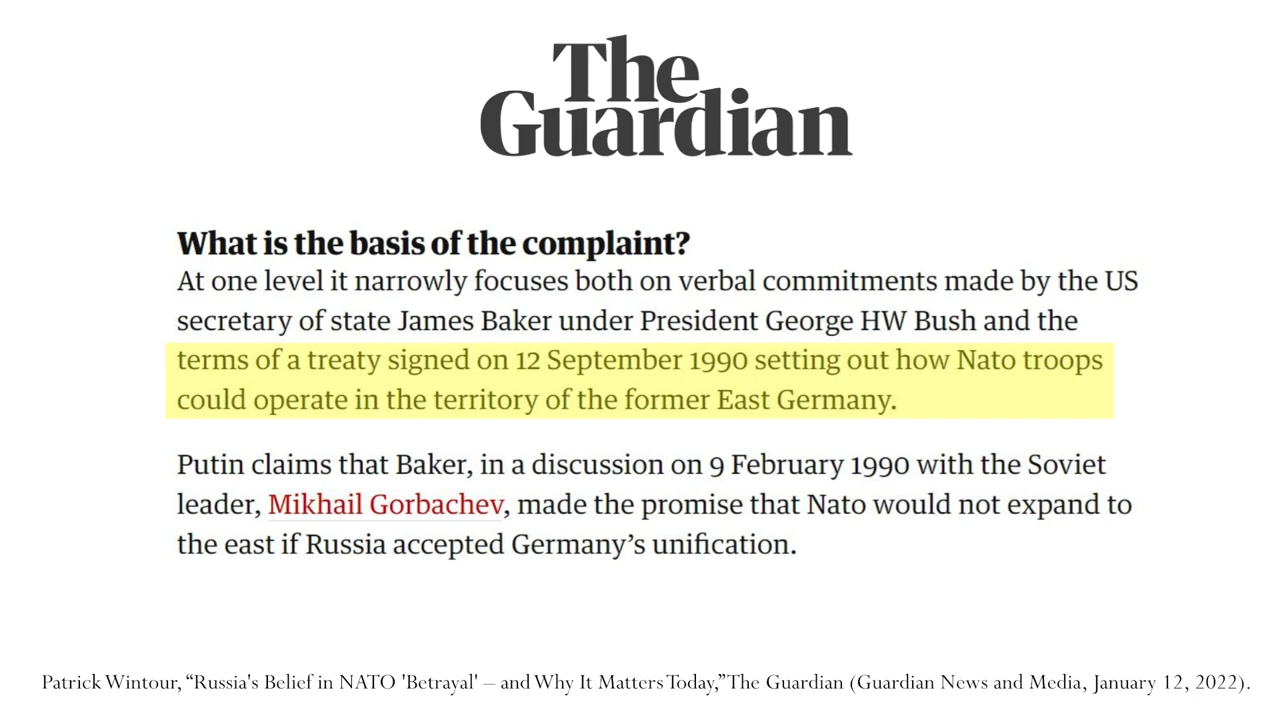 The
Guardian
What is the basis of the complaint?
At one level it narrowly focuses both on verbal commitments made by the US
secretary of state James Baker under President George HW Bush and the
terms of a treaty signed on 12 September 1990 setting out how Nato troops
could operate in the territory of the former East Germany.
Putin claims that Baker, in a discussion on 9 February 1990 with the Soviet
leader, Mikhail Gorbachev, made the promise that Nato would not expand to
the east if Russia accepted Germany’s unification.
Patrick Wintour, “Russia's Belief in NATO 'Betrayal' – and Why It Matters Today,” The Guardian (Guardian News and Media, January 12, 2022).